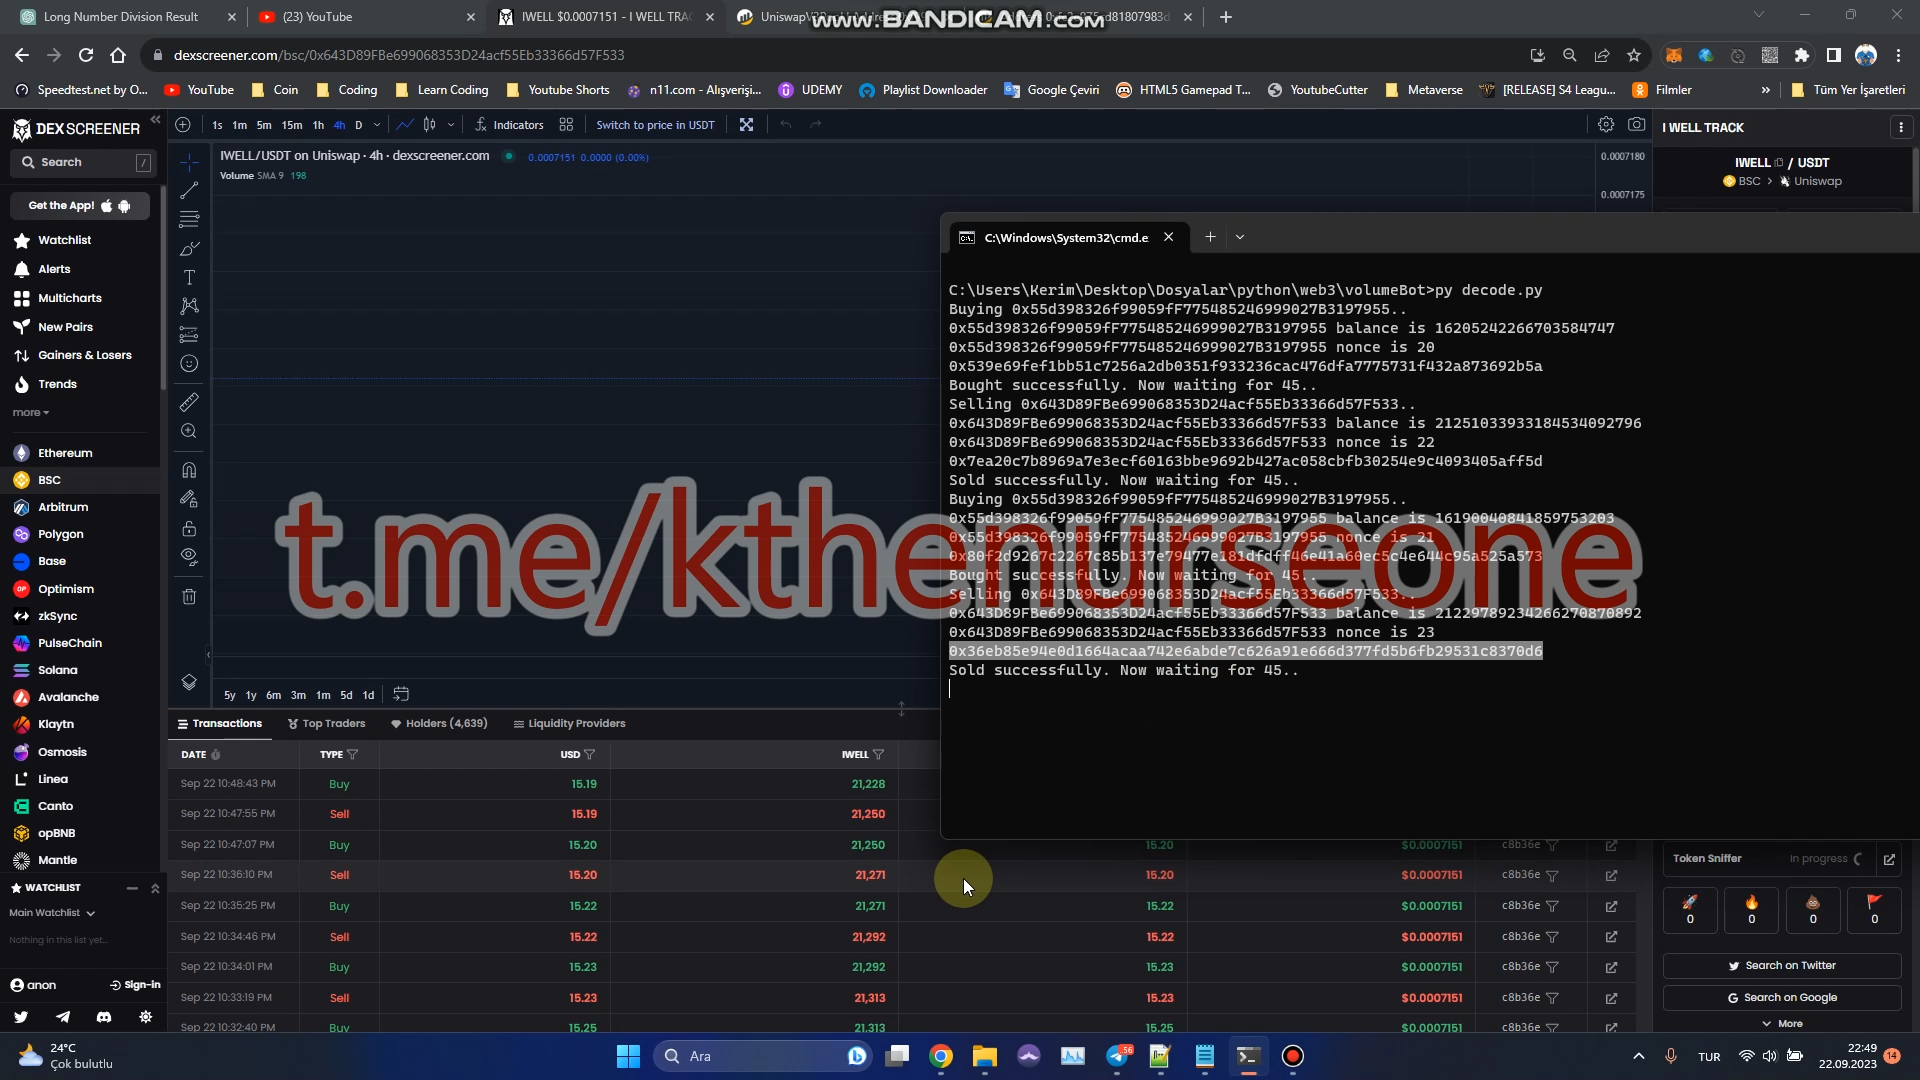 Long Number Division Result
(23) YouTube
IWELL $0.0007151 - I WELL TRA
www.BANDICAM.com
dexscreener.com/bsc/0x643D89FBe699068353D24acf55Eb33366d57F533
Speedtest.net by O...
YouTube
Coin
Coding
Learn Coding
Youtube Shorts
n11.com - Alışverişi...
UDEMY
Playlist Downloader
Google Çeviri
HTML5 Gamepad T...
YoutubeCutter
Metaverse
[RELEASE] S4 Leagu...
Filmler
»
Tüm Yer İşaretleri
DEX SCREENER
Search /
Get the App!
Watchlist
Alerts
Multicharts
New Pairs
Gainers & Losers
Trends
more
Ethereum
BSC
Arbitrum
Polygon
Base
Optimism
zkSync
PulseChain
Solana
Avalanche
Klaytn
Osmosis
Linea
Canto
opBNB
Mantle
WATCHLIST
Main Watchlist
Nothing in this list yet...
anon
Sign-in
1s 1m 5m 15m 1h 4h D
Indicators
Switch to price in USDT
IWELL/USDT on Uniswap · 4h · dexscreener.com
0.0007151 0.0000 (0.00%)
Volume SMA 9 198
0.0007180
0.0007175
I WELL TRACK
IWELL / USDT
BSC > Uniswap
C:\Windows\System32\cmd.e
C:\Users\Kerim\Desktop\Dosyalar\python\web3\volumeBot>py decode.py
Buying 0x55d398326f99059fF775485246999027B3197955..
0x55d398326f99059fF775485246999027B3197955 balance is 16205242266703584747
0x55d398326f99059fF775485246999027B3197955 nonce is 20
0x539e69fef1bb51c7256a2db0351f933236cac476dfa7775731f432a873692b5a
Bought successfully. Now waiting for 45..
Selling 0x643D89FBe699068353D24acf55Eb33366d57F533..
0x643D89FBe699068353D24acf55Eb33366d57F533 balance is 21251033933184534092796
0x643D89FBe699068353D24acf55Eb33366d57F533 nonce is 22
0x7ea20c7b8969a7e3ecf60163bbe9692b427ac058cbfb30254e9c4093405aff5d
Sold successfully. Now waiting for 45..
Buying 0x55d398326f99059fF775485246999027B3197955..
0x55d398326f99059fF775485246999027B3197955 balance is 16190040841859753203
0x55d398326f99059fF775485246999027B3197955 nonce is 21
0x80f2d9267c2267c85b137e79477e181dfdff46e41a60ec5c4e644c95a525a573
Bought successfully. Now waiting for 45..
Selling 0x643D89FBe699068353D24acf55Eb33366d57F533..
0x643D89FBe699068353D24acf55Eb33366d57F533 balance is 21229789234266270870892
0x643D89FBe699068353D24acf55Eb33366d57F533 nonce is 23
0x36eb85e94e0d1664acaa742e6abde7c626a91e666d377fd5b6fb29531c8370d6
Sold successfully. Now waiting for 45..
t.me/kthenurseone
5y 1y 6m 3m 1m 5d 1d
Transactions
Top Traders
Holders (4,639)
Liquidity Providers
DATE TYPE USD IWELL
Sep 22 10:48:43 PM Buy 15.19 21,228
Sep 22 10:47:55 PM Sell 15.19 21,250
Sep 22 10:47:07 PM Buy 15.20 21,250 15.20 $0.0007151 c8b36e
Sep 22 10:36:10 PM Sell 15.20 21,271 15.20 $0.0007151 c8b36e
Sep 22 10:35:25 PM Buy 15.22 21,271 15.22 $0.0007151 c8b36e
Sep 22 10:34:46 PM Sell 15.22 21,292 15.22 $0.0007151 c8b36e
Sep 22 10:34:01 PM Buy 15.23 21,292 15.23 $0.0007151 c8b36e
Sep 22 10:33:19 PM Sell 15.23 21,313 15.23 $0.0007151 c8b36e
Sep 22 10:32:40 PM Buy 15.25 21,313 15.25 $0.0007151 c8b36e
Token Sniffer
In progress
0 0 0 0
Search on Twitter
Search on Google
More
24°C
Çok bulutlu
Ara
56
TUR
22:49
22.09.2023
14